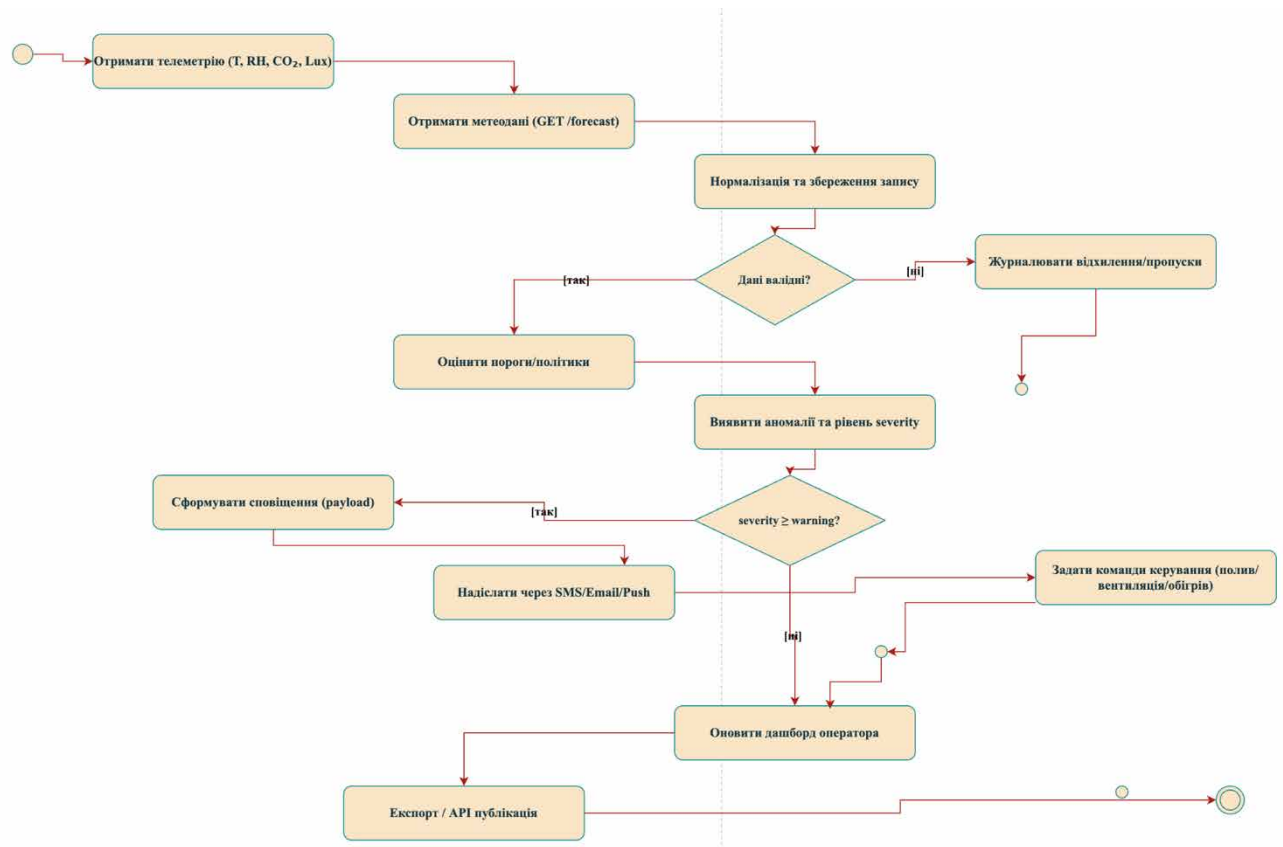 Отримати телеметрію (T, RH, CO₂, Lux)
Отримати метеодані (GET /forecast)
Нормалізація та збереження запису
Дані валідні?
[так]
[ні]
Журналювати відхилення/пропуски
Оцінити пороги/політики
Виявити аномалії та рівень severity
severity ≥ warning?
[так]
Сформувати сповіщення (payload)
Надіслати через SMS/Email/Push
Задати команди керування (полив/
вентиляція/обігрів)
[ні]
Оновити дашборд оператора
Експорт / API публікація